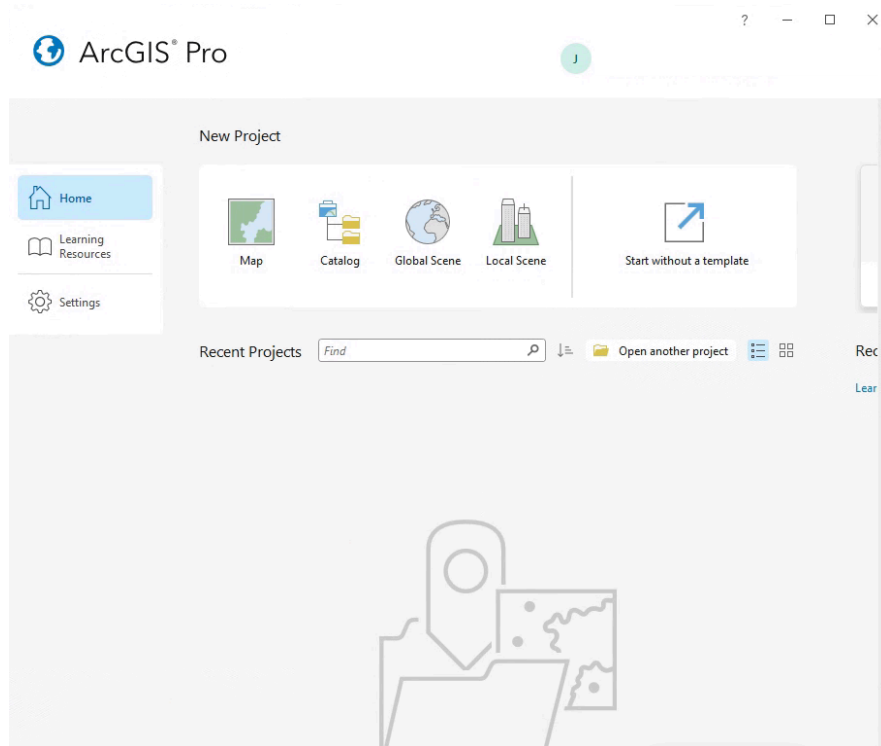 ?
ArcGIS® Pro
J
New Project
Home
Learning
Resources
Settings
Map
Catalog
Global Scene
Local Scene
Start without a template
Recent Projects
Find
Open another project
Rec
Lear